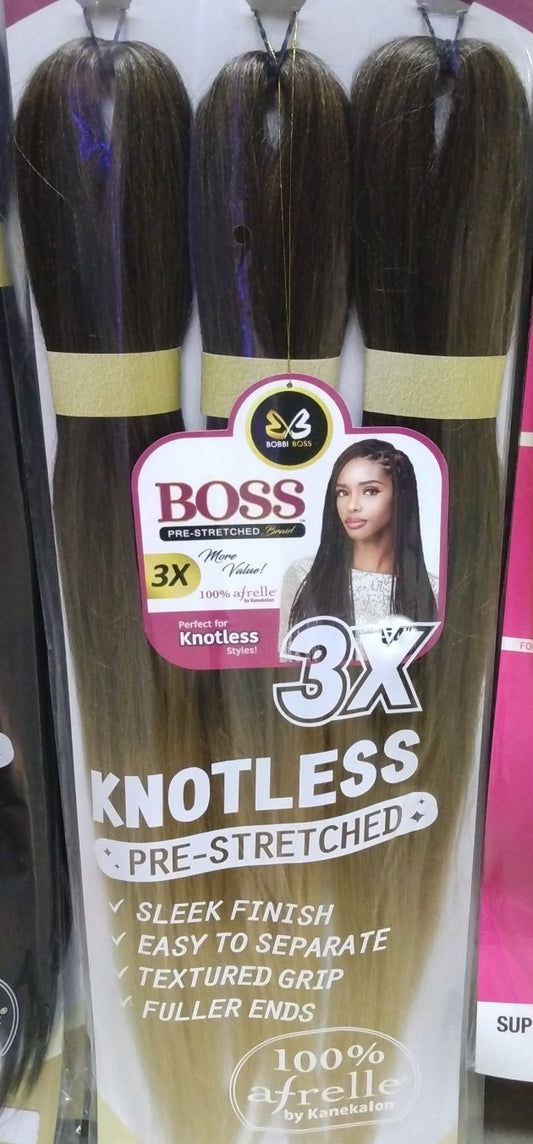 BOBBI BOSS
BOSS
PRE-STRETCHED Braid
3X
More
Value!
100% afrelle
by Kanekalon
Perfect for
Knotless
Styles!
3X
KNOTLESS
PRE-STRETCHED
SLEEK FINISH
EASY TO SEPARATE
TEXTURED GRIP
FULLER ENDS
100%
afrelle
by Kanekalon
FO
SUP